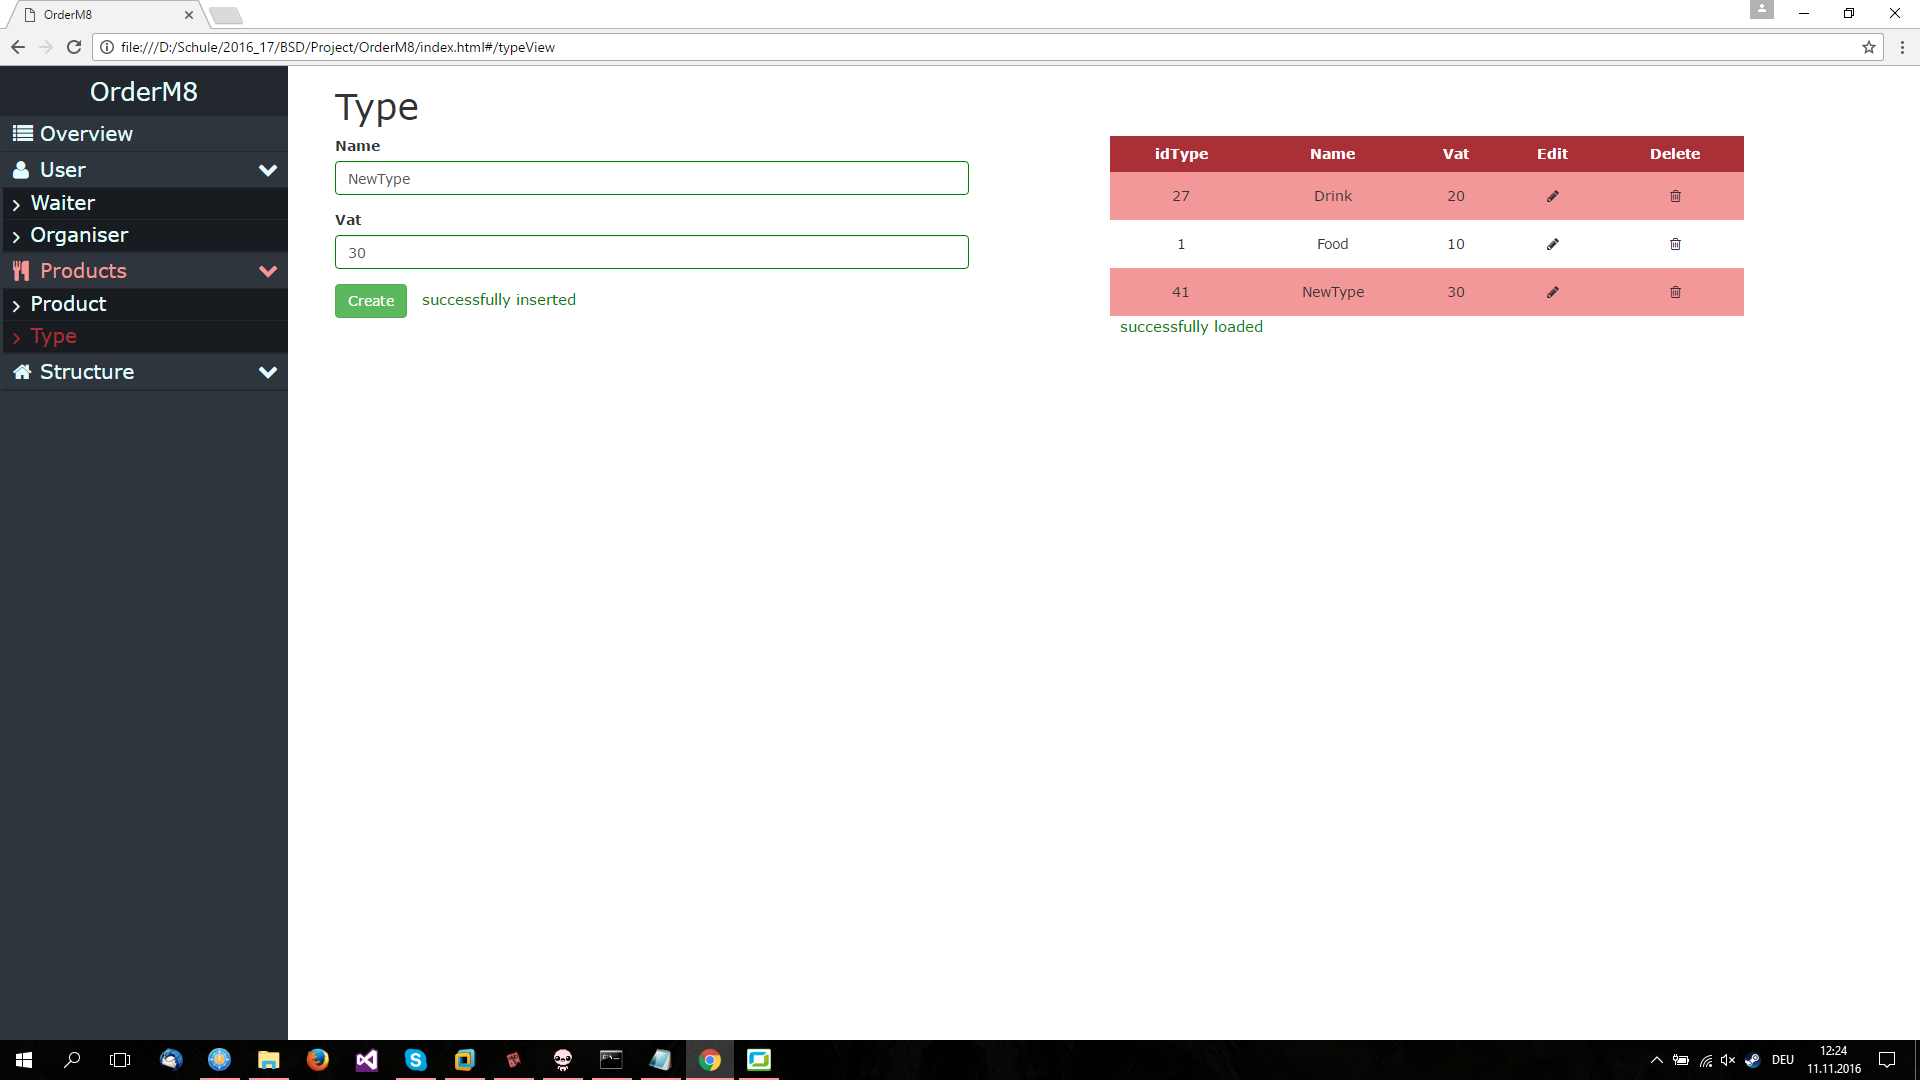 OrderM8
file:///D:/Schule/2016_17/BSD/Project/OrderM8/index.html#/typeView
OrderM8
Overview
User
Waiter
Organiser
Products
Product
Type
Structure
Type
Name
NewType
Vat
30
Create successfully inserted
idType Name Vat Edit Delete
27 Drink 20
1 Food 10
41 NewType 30
successfully loaded
DEU
12:24
11.11.2016